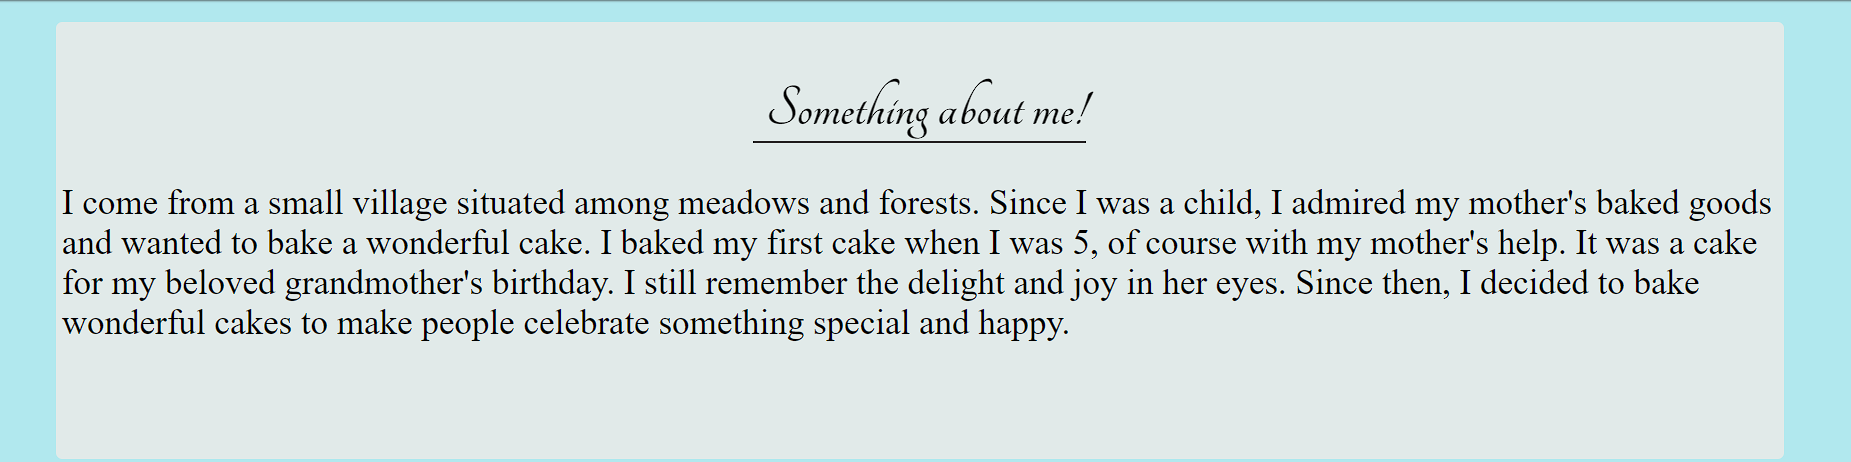 Something about me!
I come from a small village situated among meadows and forests. Since I was a child, I admired my mother's baked goods
and wanted to bake a wonderful cake. I baked my first cake when I was 5, of course with my mother's help. It was a cake
for my beloved grandmother's birthday. I still remember the delight and joy in her eyes. Since then, I decided to bake
wonderful cakes to make people celebrate something special and happy.